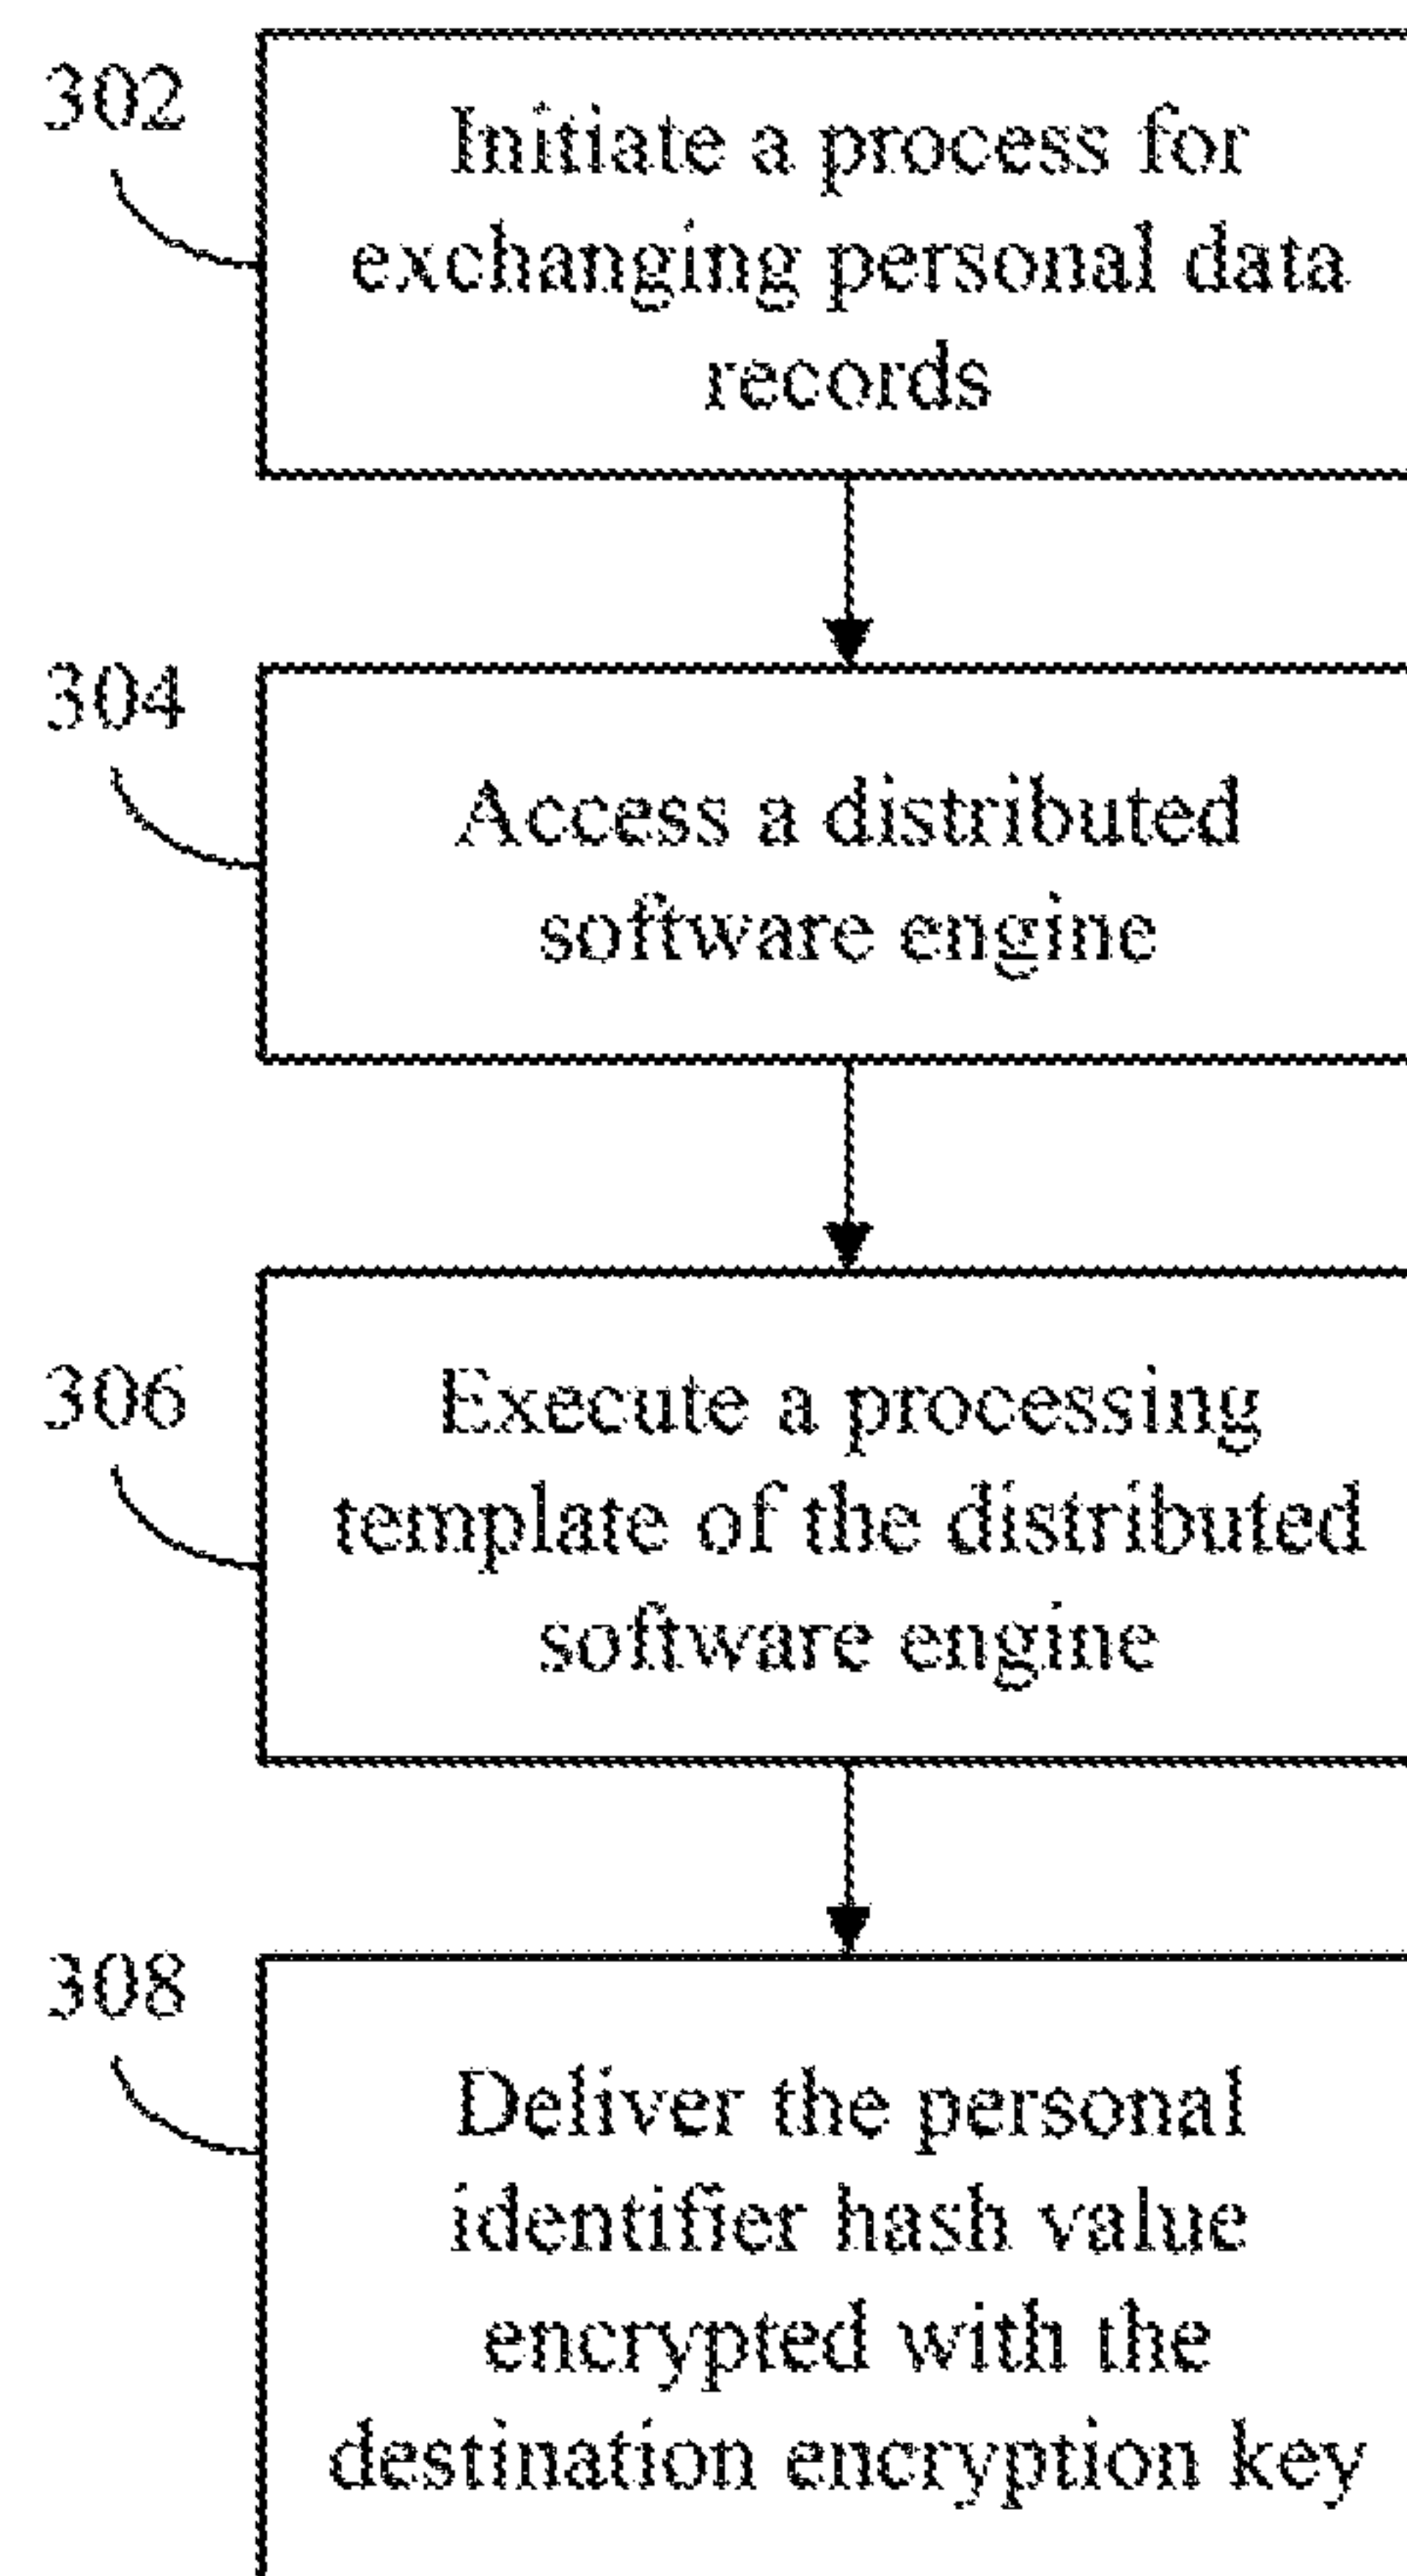 302
Initiate a process for
exchanging personal data
records
304
Access a distributed
software engine
306
Execute a processing
template of the distributed
software engine
308
Deliver the personal
identifier hash value
encrypted with the
destination encryption key